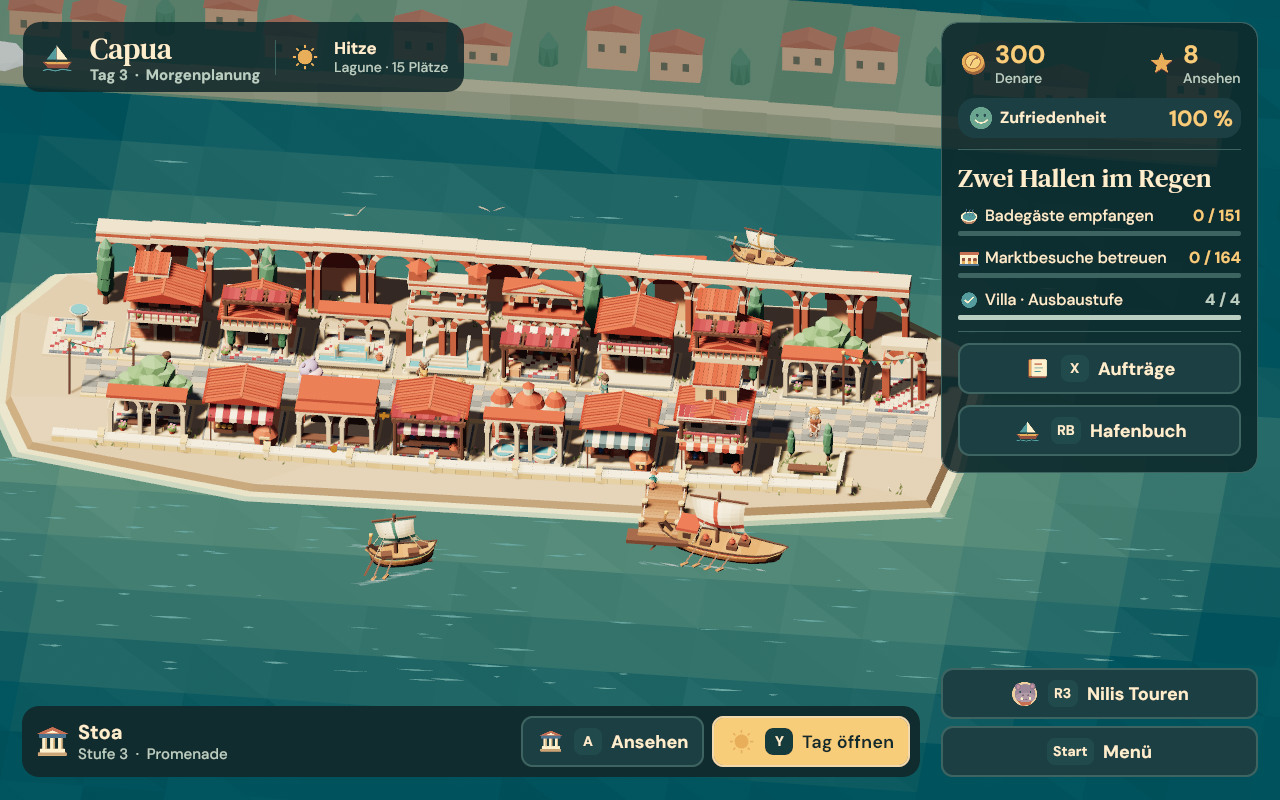 Capua
Tag 3 · Morgenplanung
Hitze
Lagune · 15 Plätze
300
Denare
8
Ansehen
Zufriedenheit
100 %
Zwei Hallen im Regen
Badegäste empfangen 0 / 151
Marktbesuche betreuen 0 / 164
Villa · Ausbaustufe 4 / 4
X Aufträge
RB Hafenbuch
R3 Nilis Touren
Start Menü
Stoa
Stufe 3 · Promenade
A Ansehen
Y Tag öffnen